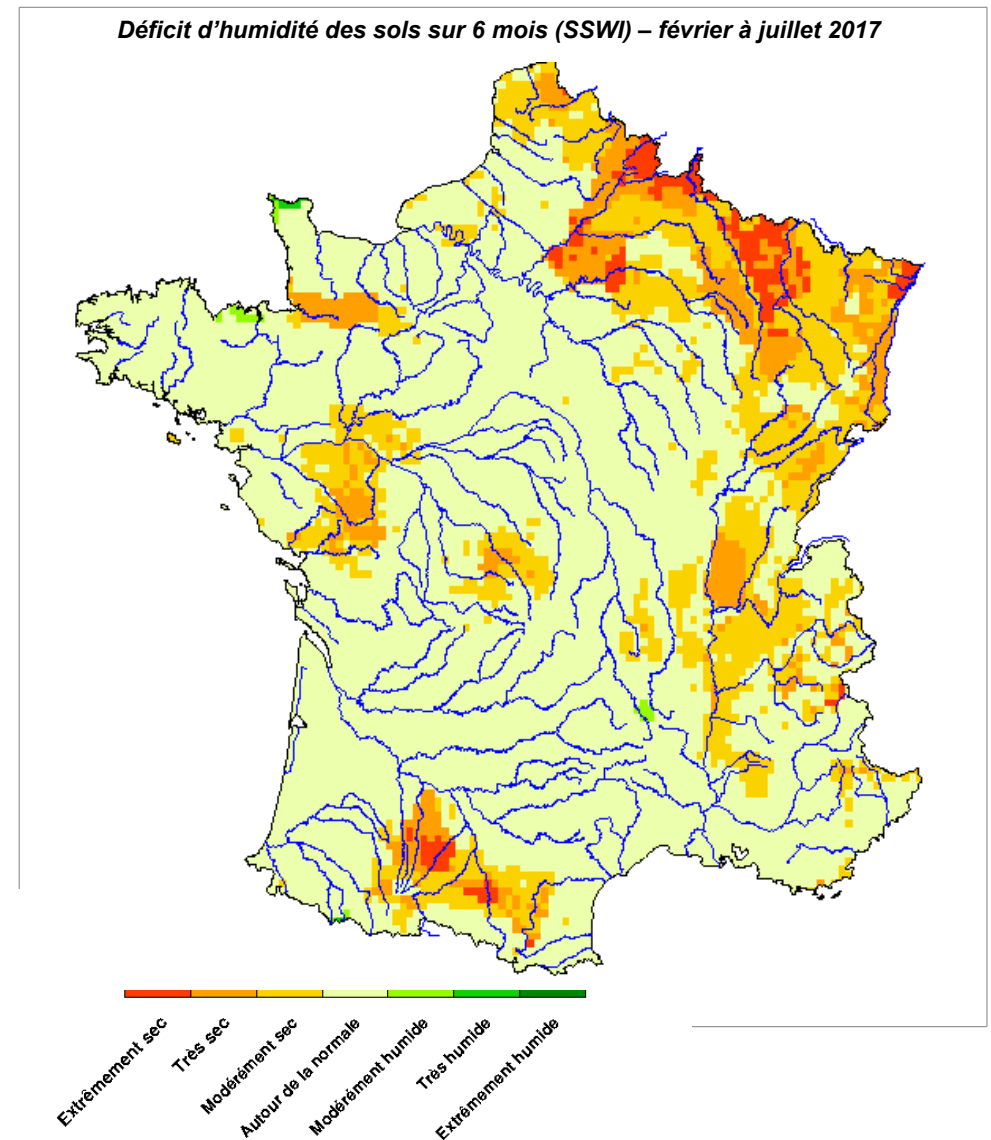 Déficit d’humidité des sols sur 6 mois (SSWI) – février à juillet 2017
Extrêmement sec
Très sec
Modérément sec
Autour de la normale
Modérément humide
Très humide
Extrêmement humide